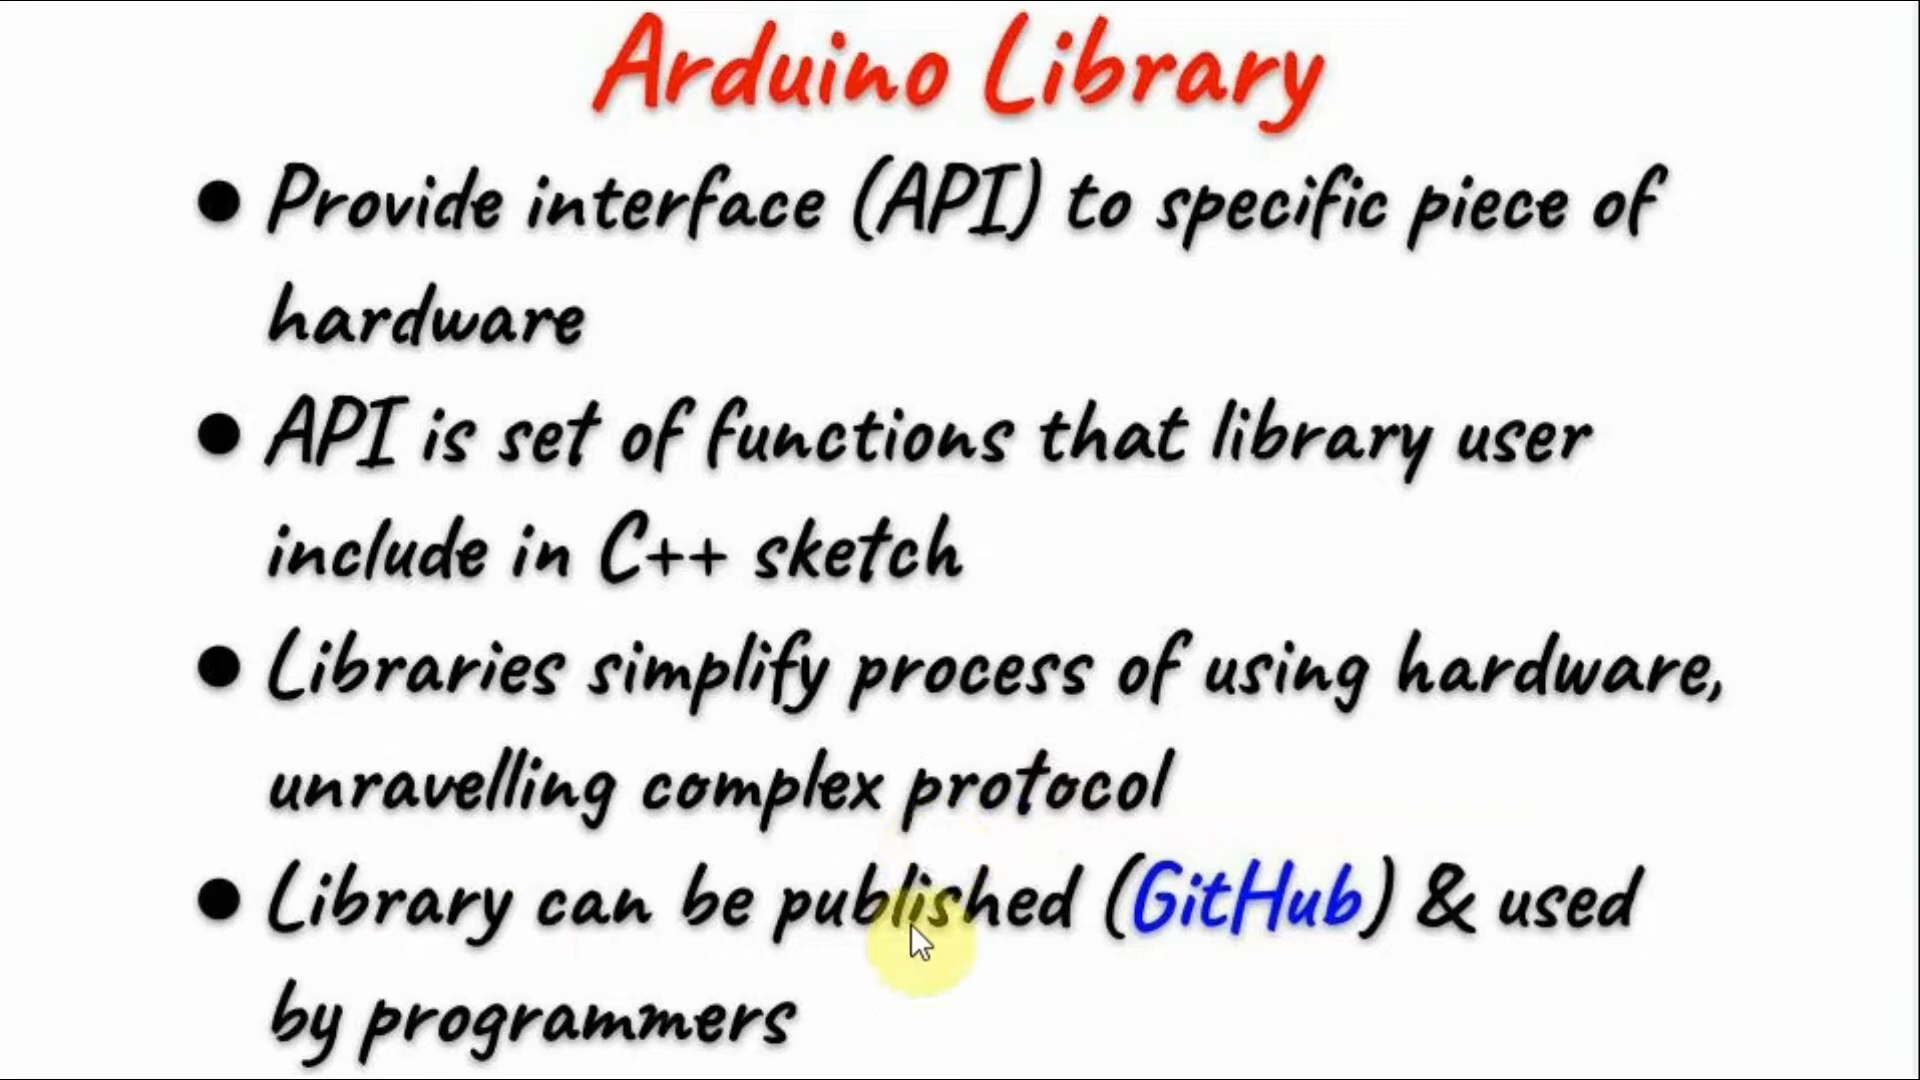 Arduino Library
● Provide interface (API) to specific piece of
hardware
● API is set of functions that library user
include in C++ sketch
● Libraries simplify process of using hardware,
unravelling complex protocol
● Library can be published (GitHub) & used
by programmers